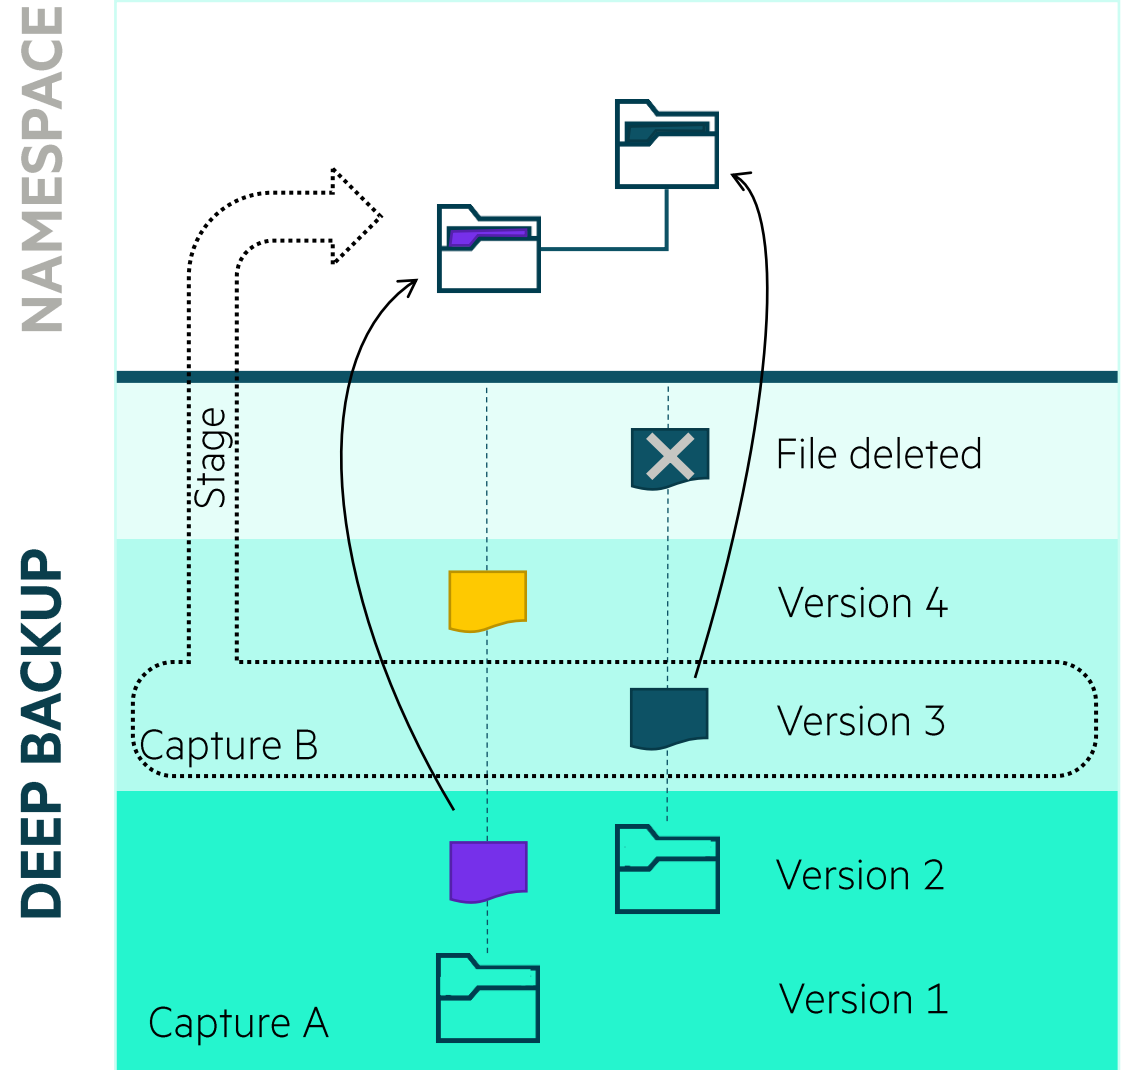 NAMESPACE
Stage
File deleted
DEEP BACKUP
Version 4
Version 3
Capture B
Version 2
Version 1
Capture A